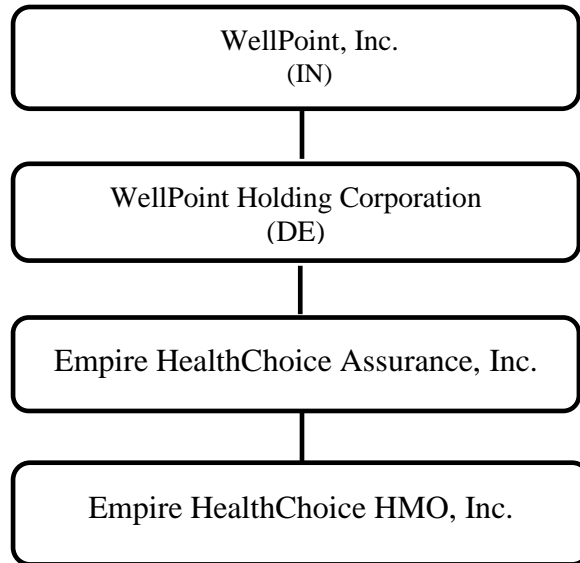 WellPoint, Inc.
(IN)
WellPoint Holding Corporation
(DE)
Empire HealthChoice Assurance, Inc.
Empire HealthChoice HMO, Inc.